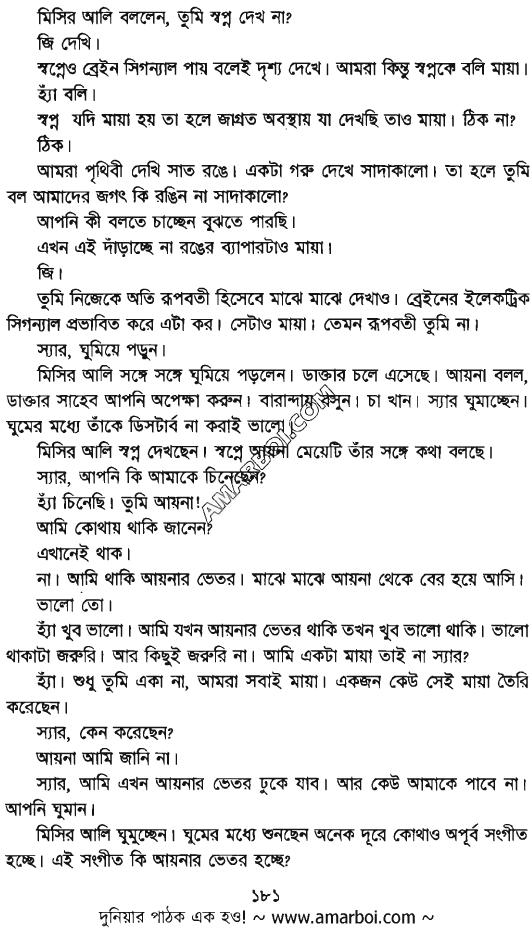 মিসির আলি বললেন, তুমি স্বপ্ন দেখ না?
জি দেখি।
স্বপ্নেও ব্রেইন সিগন্যাল পায় বলেই দৃশ্য দেখে। আমরা কিন্তু স্বপ্নকে বলি মায়া।
হ্যাঁ বলি।
স্বপ্ন যদি মায়া হয় তা হলে জাগ্রত অবস্থায় যা দেখছি তাও মায়া। ঠিক না?
ঠিক।
আমরা পৃথিবী দেখি সাত রঙে। একটা গরু দেখে সাদাকালো। তা হলে তুমি
বল আমাদের জগৎ কি রঙিন না সাদাকালো?
আপনি কী বলতে চাচ্ছেন বুঝতে পারছি।
এখন এই দাঁড়াচ্ছে না রঙের ব্যাপারটাও মায়া।
জি।
তুমি নিজেকে অতি রূপবতী হিসেবে মাঝে মাঝে দেখাও। ব্রেইনের ইলেকট্রিক
সিগন্যাল প্রভাবিত করে এটা কর। সেটাও মায়া। তেমন রূপবতী তুমি না।
স্যার, ঘুমিয়ে পড়ুন।
মিসির আলি সঙ্গে সঙ্গে ঘুমিয়ে পড়লেন। ডাক্তার চলে এসেছে। আয়না বলল,
ডাক্তার সাহেব আপনি অপেক্ষা করুন। বারান্দায় বসুন। চা খান। স্যার ঘুমাচ্ছেন।
ঘুমের মধ্যে তাঁকে ডিসটার্ব না করাই ভালো।
মিসির আলি স্বপ্ন দেখছেন। স্বপ্নে আয়না মেয়েটি তাঁর সঙ্গে কথা বলছে।
স্যার, আপনি কি আমাকে চিনেছেন?
হ্যাঁ চিনেছি। তুমি আয়না!
আমি কোথায় থাকি জানেন?
এখানেই থাক।
না। আমি থাকি আয়নার ভেতর। মাঝে মাঝে আয়না থেকে বের হয়ে আসি।
ভালো তো।
হ্যাঁ খুব ভালো। আমি যখন আয়নার ভেতর থাকি তখন খুব ভালো থাকি। ভালো
থাকাটা জরুরি। আর কিছুই জরুরি না। আমি একটা মায়া তাই না স্যার?
হ্যাঁ। শুধু তুমি একা না, আমরা সবাই মায়া। একজন কেউ সেই মায়া তৈরি
করেছেন।
স্যার, কেন করেছেন?
আয়না আমি জানি না।
স্যার, আমি এখন আয়নার ভেতর ঢুকে যাব। আর কেউ আমাকে পাবে না।
আপনি ঘুমান।
মিসির আলি ঘুমুচ্ছেন। ঘুমের মধ্যে শুনছেন অনেক দূরে কোথাও অপূর্ব সংগীত
হচ্ছে। এই সংগীত কি আয়নার ভেতর হচ্ছে?
১৮১
দুনিয়ার পাঠক এক হও! ~ www.amarboi.com ~
AMARBOI.COM